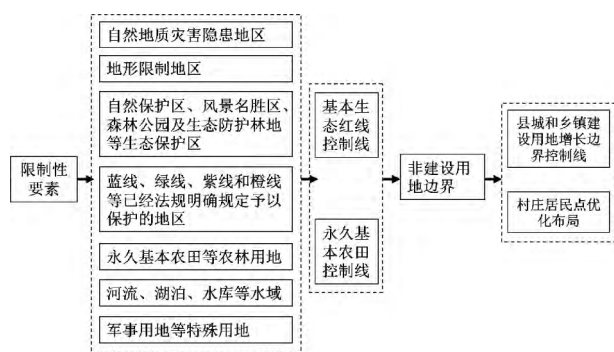 限制性
要素
自然地质灾害隐患地区
地形限制地区
自然保护区、风景名胜区、
森林公园及生态防护林地
等生态保护区
蓝线、绿线、紫线和橙线
等已经法规明确规定予以
保护的地区
永久基本农田等农林用地
河流、湖泊、水库等水域
军事用地等特殊用地
基本生
态红线
控制线
永久基
本农田
控制线
非建设用
地边界
县城和乡镇建
设用地增长边
界控制线
村庄居民点优
化布局